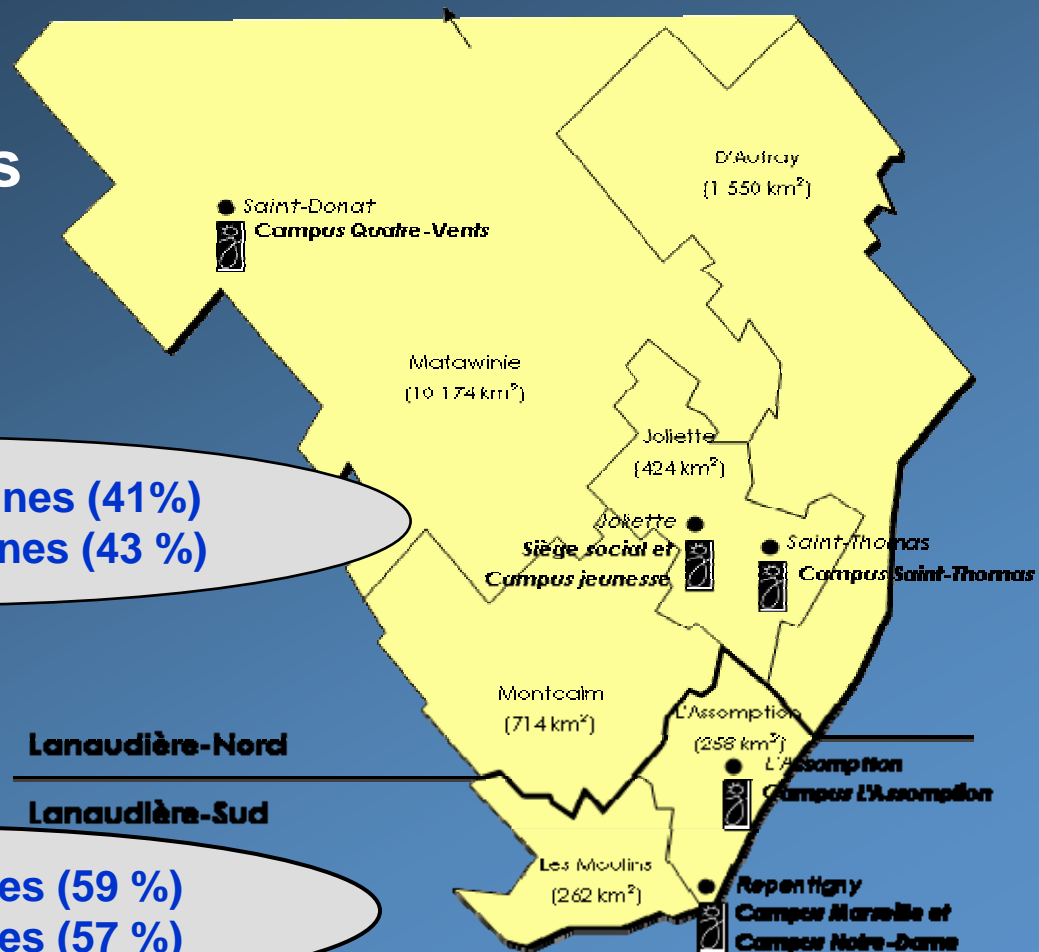 s
D'Autray
(1 550 km²)
Saint-Donat
Campus Quatre-Vents
Matawinie
(10 174 km²)
Joliette
(424 km²)
nes (41%)
nes (43 %)
Joliette
Siège social et
Campus jeunesse
Saint-Thomas
Campus Saint-Thomas
Montcalm
(714 km²)
L'Assomption
(258 km²)
Lanaudière-Nord
L'Assomption
Campus L'Assomption
Lanaudière-Sud
Les Moulins
(262 km²)
es (59 %)
es (57 %)
Repentigny
Campus Marseille et
Campus Notre-Dame